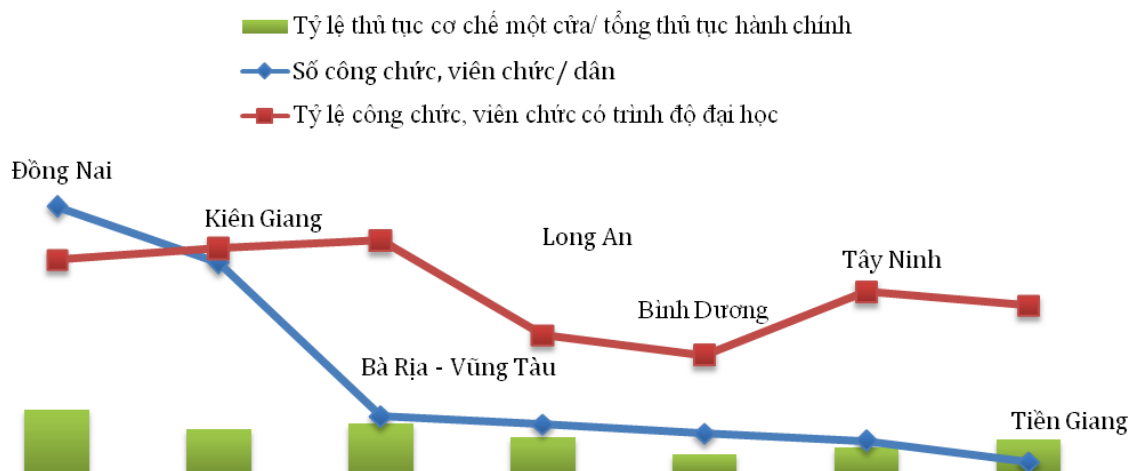 Tỷ lệ thủ tục cơ chế một cửa/ tổng thủ tục hành chính
Số công chức, viên chức/ dân
Tỷ lệ công chức, viên chức có trình độ đại học
Đồng Nai
Kiên Giang
Long An
Tây Ninh
Bình Dương
Bà Rịa - Vũng Tàu
Tiền Giang